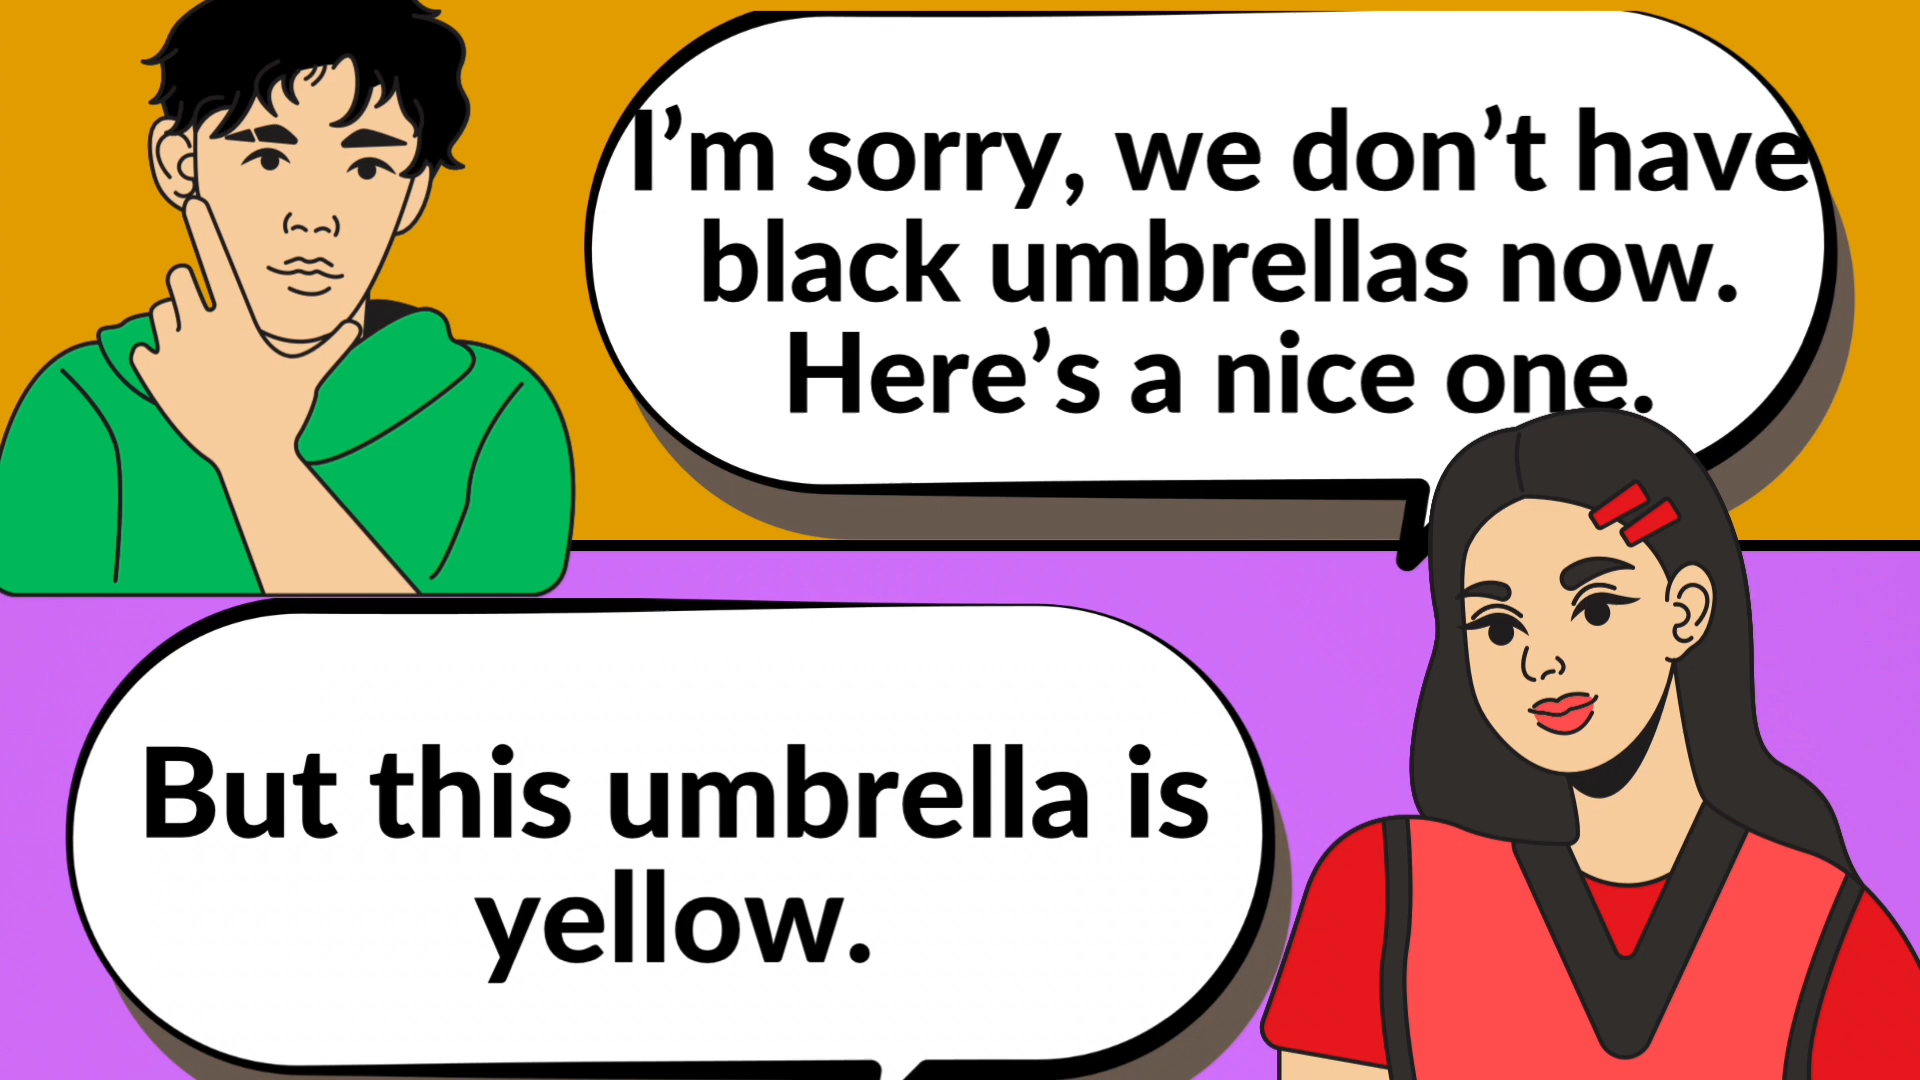 I’m sorry, we don’t have
black umbrellas now.
Here’s a nice one.
But this umbrella is
yellow.